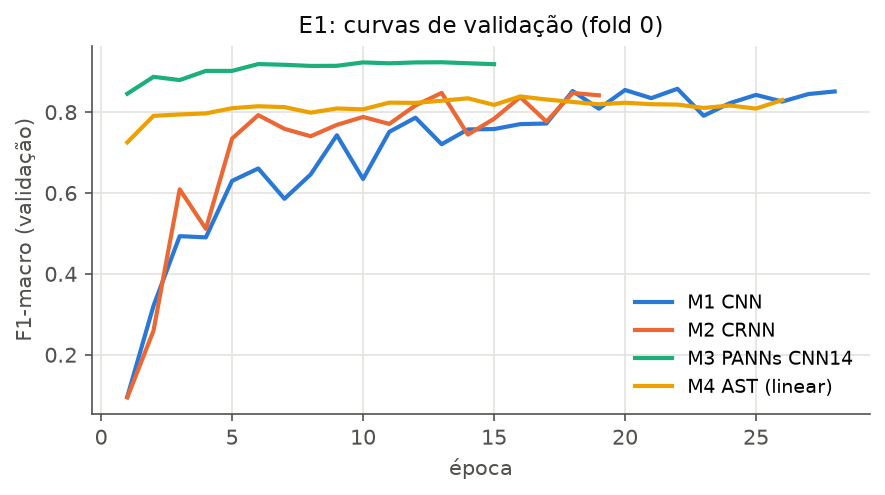 E1: curvas de validação (fold 0)
F1-macro (validação)
0.8
0.6
0.4
0.2
0
5
10
15
20
25
época
M1 CNN
M2 CRNN
M3 PANNs CNN14
M4 AST (linear)